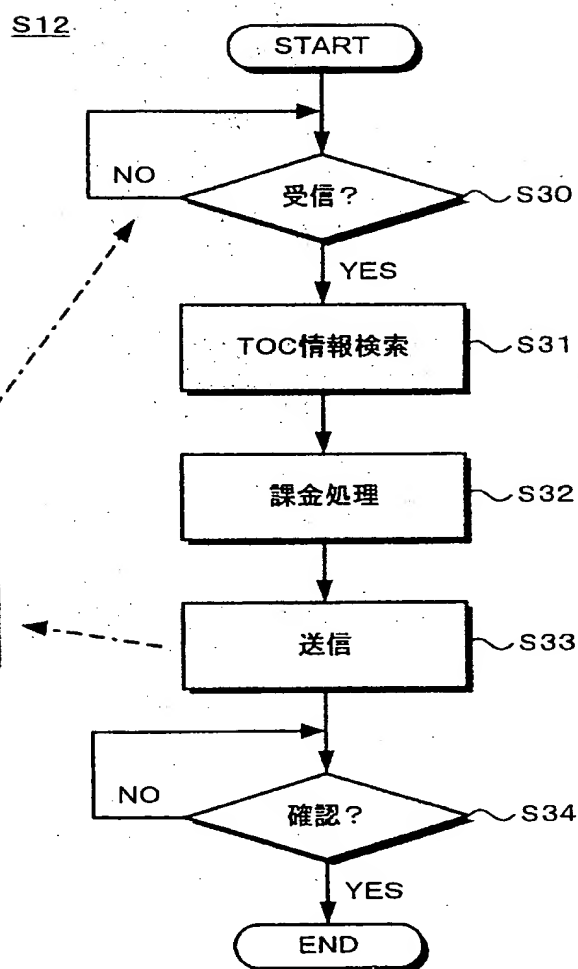 S12
START
受信?
NO
S30
YES
TOC情報検索
S31
課金処理
S32
送信
S33
NO
確認?
S34
YES
END